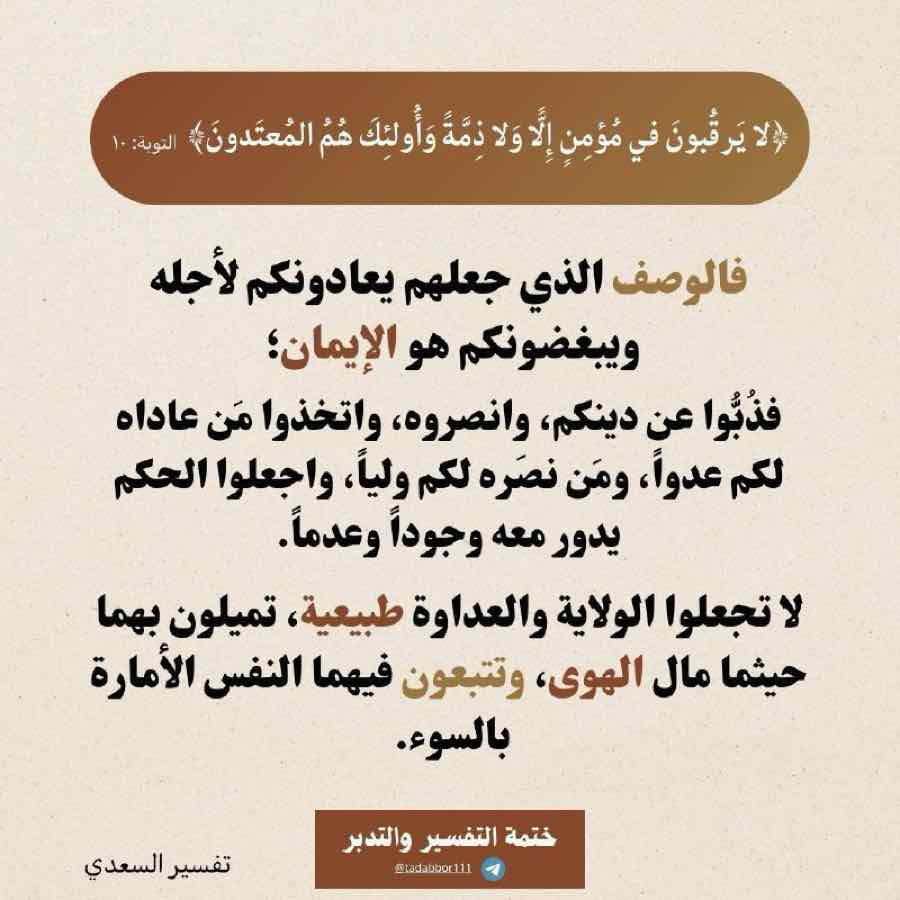 ﴿لا يَرقُبونَ في مُؤمِنٍ إِلًّا وَلا ذِمَّةً وَأُولئِكَ هُمُ المُعتَدونَ﴾ التوبة: ١٠
فالوصف الذي جعلهم يعادونكم لأجله
ويبغضونكم هو الإيمان؛
فذُبُّوا عن دينكم، وانصروه، واتخذوا مَن عاداه
لكم عدواً، ومَن نصَره لكم ولياً، واجعلوا الحكم
يدور معه وجوداً وعدماً.
لا تجعلوا الولاية والعداوة طبيعية، تميلون بهما
حيثما مال الهوى، وتتبعون فيهما النفس الأمارة
بالسوء.
ختمة التفسير والتدبر
@tadabbor111
تفسير السعدي